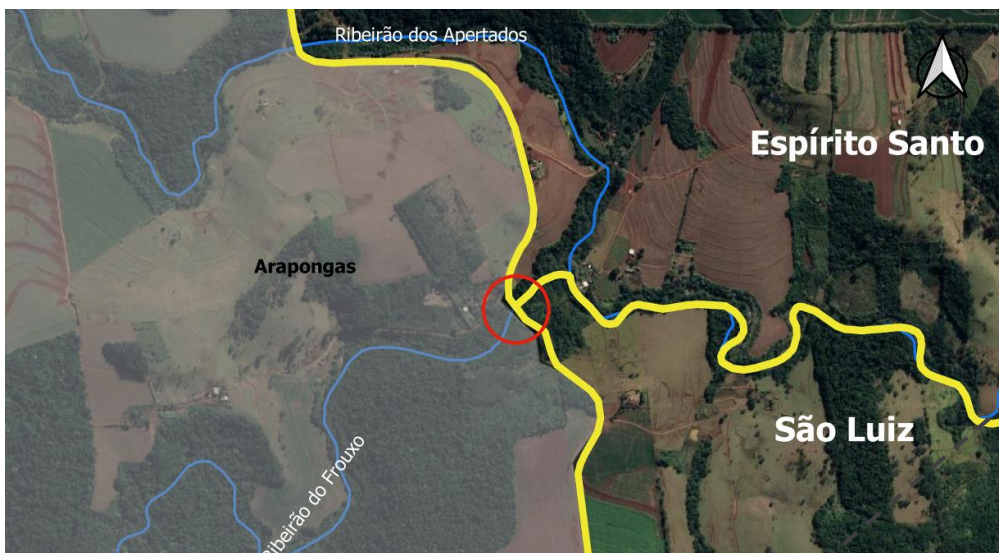 Ribeirão dos Apertados
Espírito Santo
Arapongas
São Luiz
Ribeirão do Frouxo